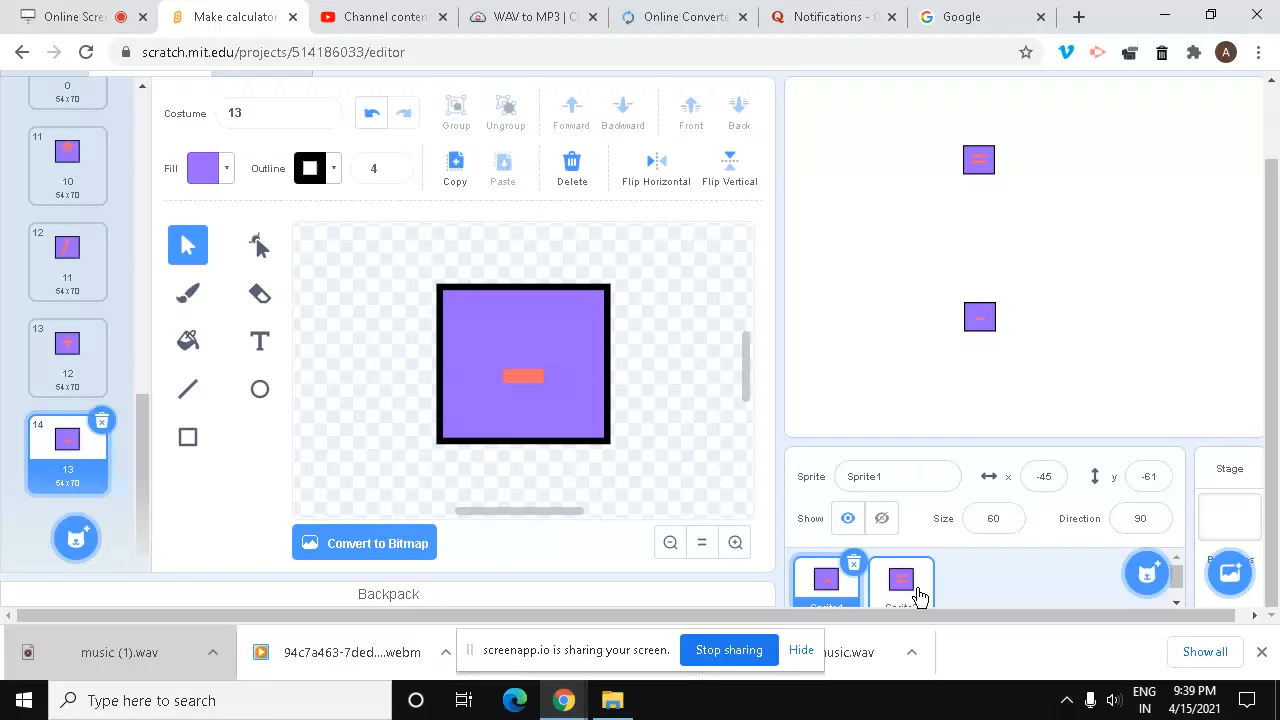 Online Scre
Make calculator
Channel conten
WAV to MP3 | C
Online Convert
Notifications - C
Google
scratch.mit.edu/projects/514186033/editor
A
0
54 x 70
11
10
54 x 70
12
11
54 x 70
13
12
54 x 70
14
13
54 x 70
Costume
13
Group
Ungroup
Forward
Backward
Front
Back
Fill
Outline
4
Copy
Paste
Delete
Flip Horizontal
Flip Vertical
Convert to Bitmap
Backpack
Sprite
Sprite1
x
-45
y
-61
Show
Size
60
Direction
90
Stage
music (1).wav
94c7a463-7ded....webm
screenapp.io is sharing your screen.
Stop sharing
Hide
usic.wav
Show all
Type here to search
ENG
IN
9:39 PM
4/15/2021